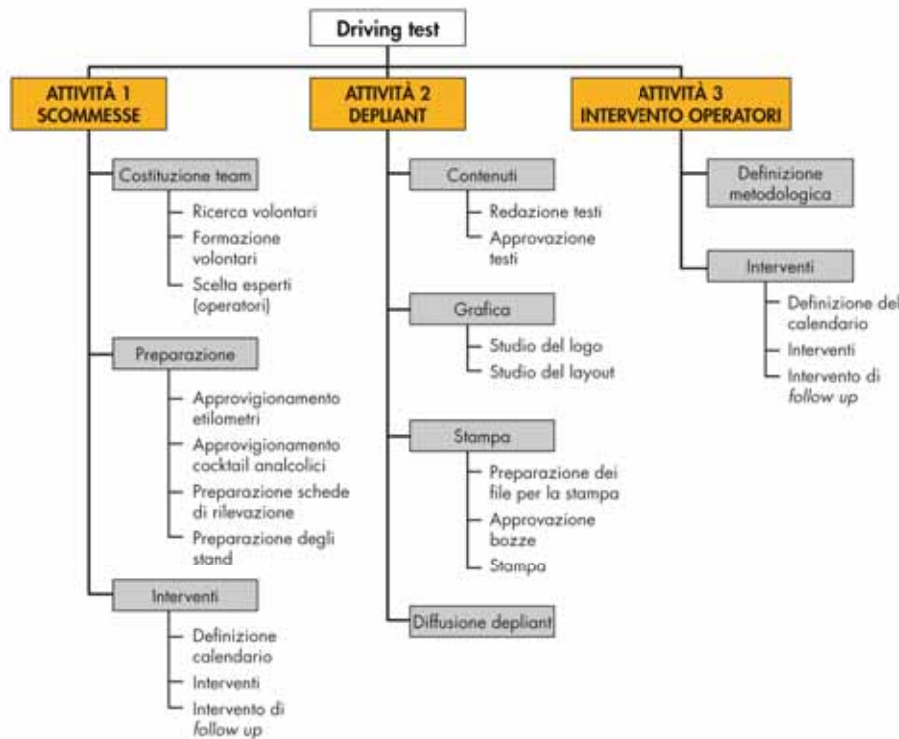 Driving test
ATTIVITÀ 1
SCOMMESSE
Costituzione team
Ricerca volontari
Formazione
volontari
Scelta esperti
(operatori)
Preparazione
Approvigionamento
etilometri
Approvigionamento
cocktail analcolici
Preparazione schede
di rilevazione
Preparazione degli
stand
Interventi
Definizione
calendario
Interventi
Intervento di
follow up
ATTIVITÀ 2
DEPLIANT
Contenuti
Redazione testi
Approvazione
testi
Grafica
Studio del logo
Studio del layout
Stampa
Preparazione dei
file per la stampa
Approvazione
bozze
Stampa
Diffusione depliant
ATTIVITÀ 3
INTERVENTO OPERATORI
Definizione
metodologica
Interventi
Definizione del
calendario
Interventi
Intervento di
follow up